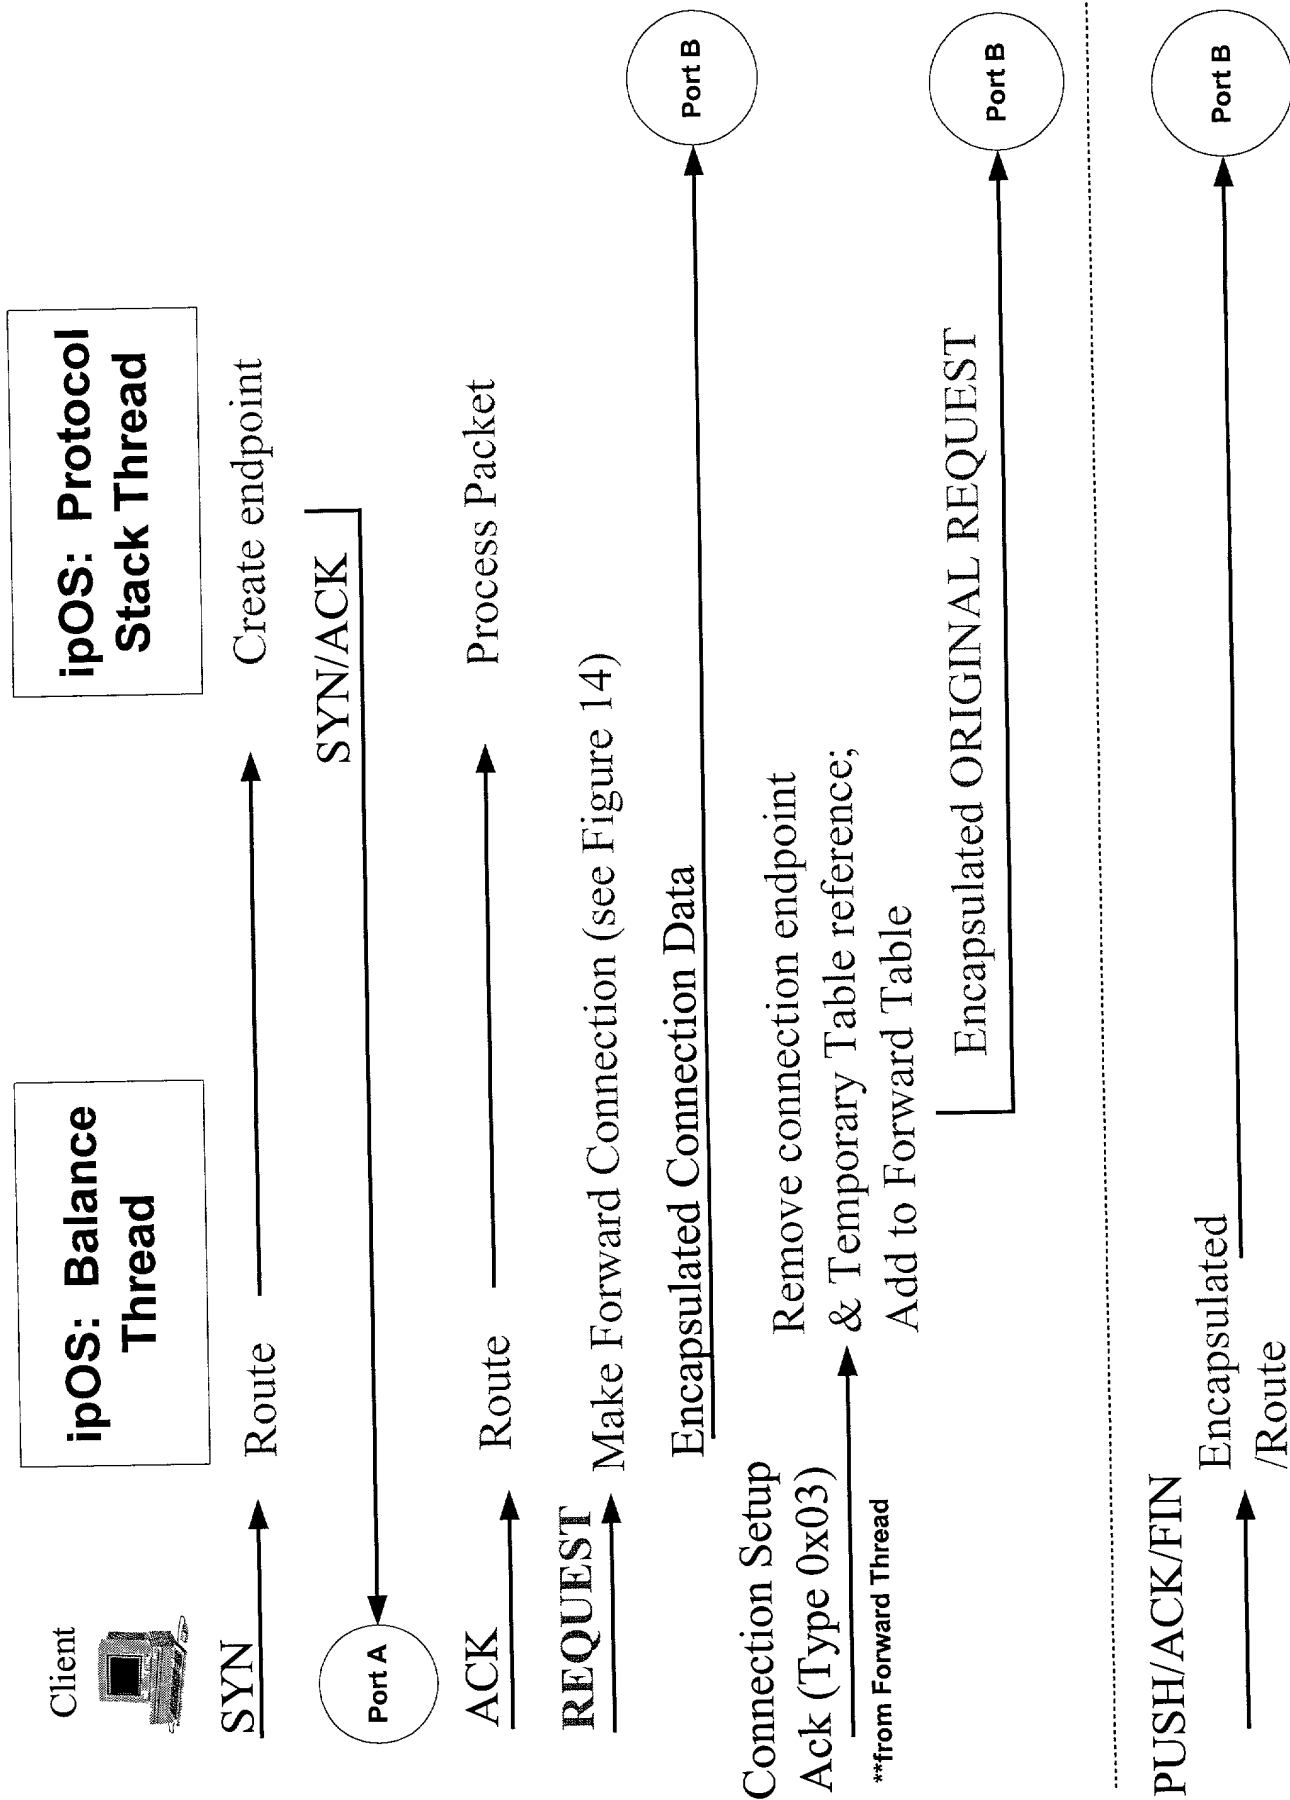 Client
ipOS: Balance
Thread
ipOS: Protocol
Stack Thread
SYN
Route
Create endpoint
SYN/ACK
Port A
ACK
Route
Process Packet
REQUEST
Make Forward Connection (see Figure 14)
Encapsulated Connection Data
Port B
Connection Setup
Ack (Type 0x03)
**from Forward Thread
Remove connection endpoint
& Temporary Table reference;
Add to Forward Table
Encapsulated ORIGINAL REQUEST
Port B
PUSH/ACK/FIN
Encapsulated
/Route
Port B